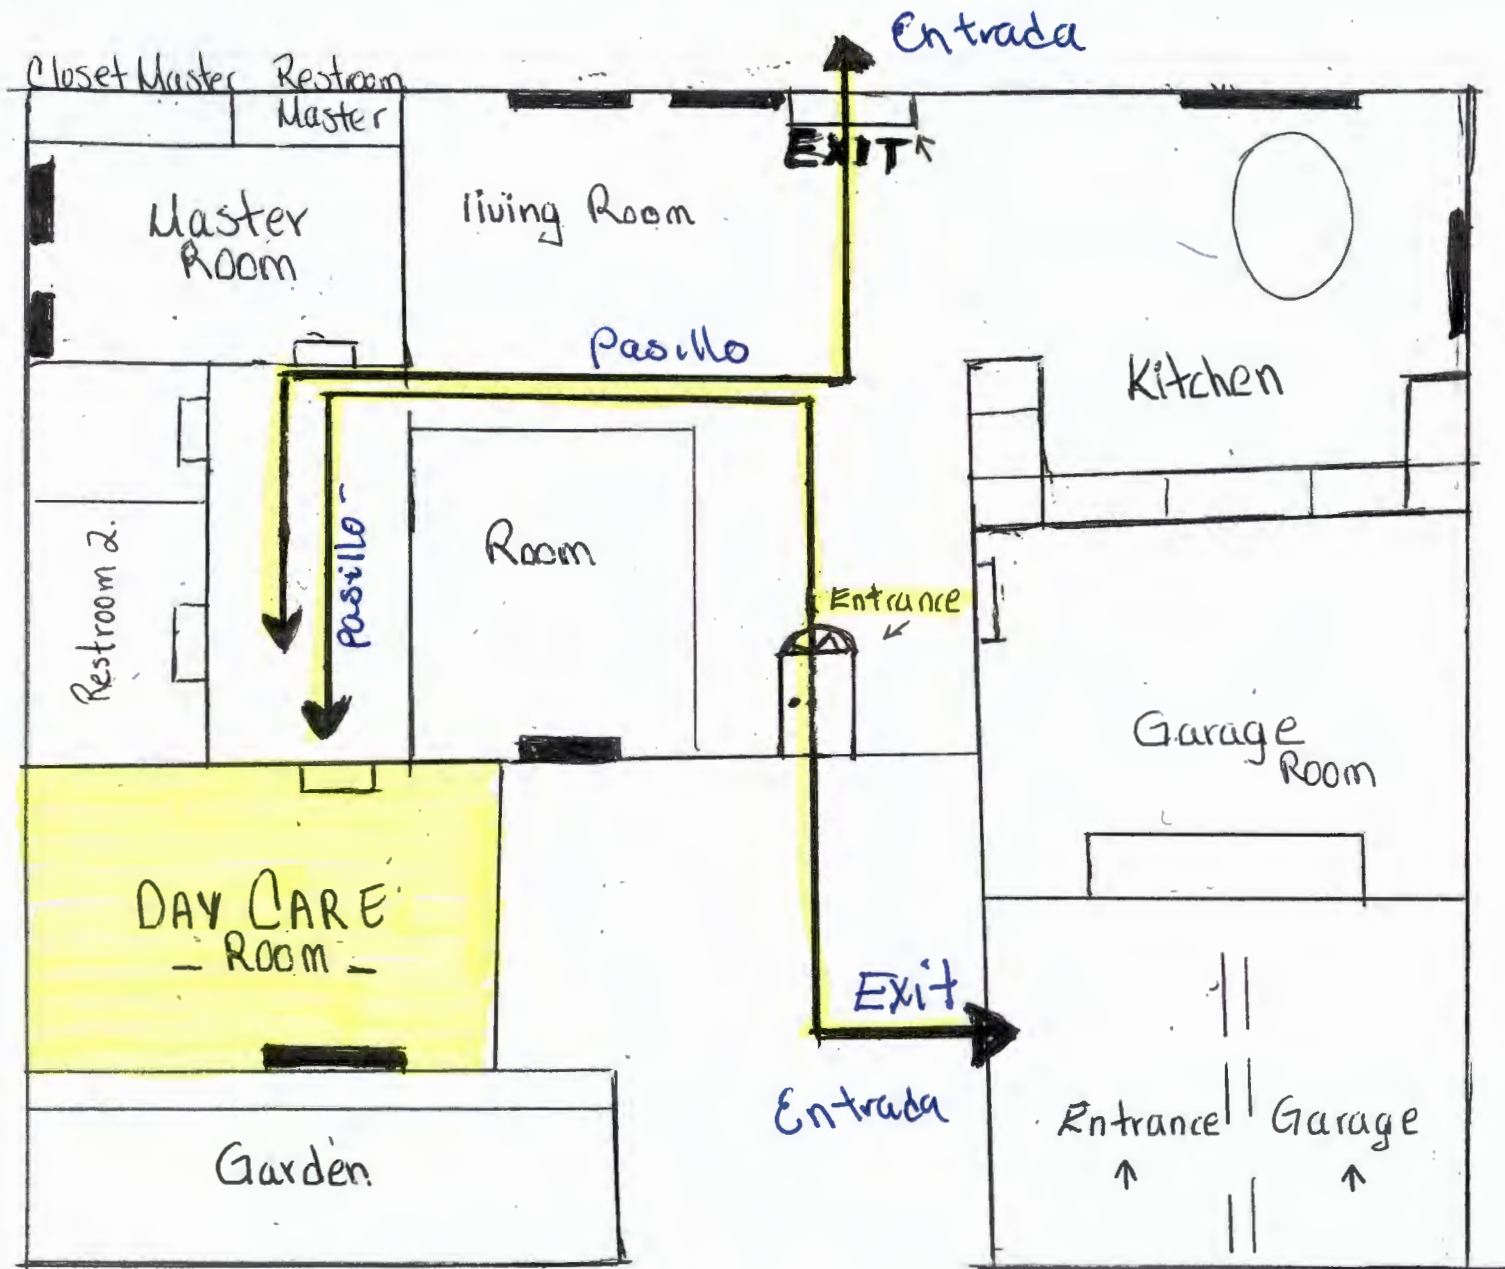 Entrada
Closet Master
Restroom
Master
EXIT
Master
Room
living Room
Pasillo
Kitchen
Room
Pasillo
Restroom 2.
Entrance
Garage
Room
DAY CARE
- ROOM -
Exit
Entrada
Entrance
Garage
Garden